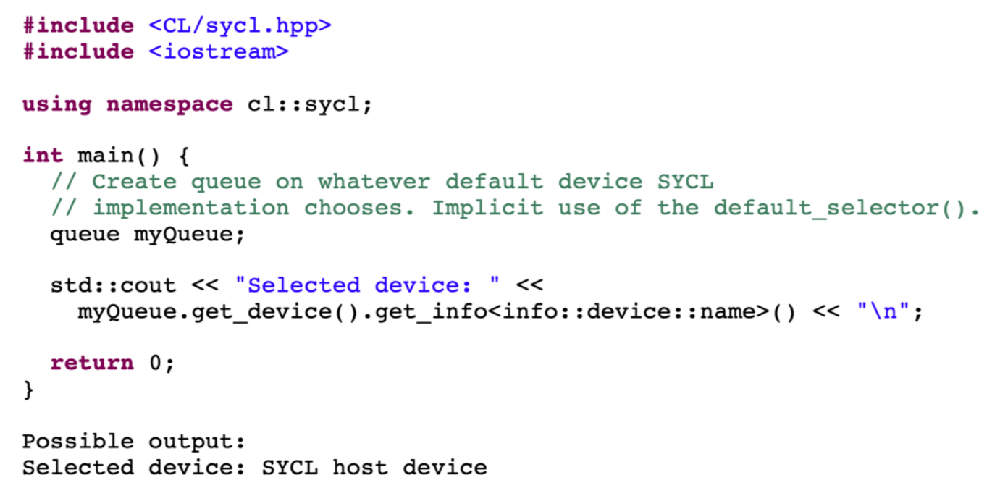 #include <CL/sycl.hpp>
#include <iostream>
using namespace cl::sycl;
int main() {
// Create queue on whatever default device SYCL
// implementation chooses. Implicit use of the default_selector().
queue myQueue;
std::cout << "Selected device: " <<
myQueue.get_device().get_info<info::device::name>() << "\n";
return 0;
}
Possible output:
Selected device: SYCL host device